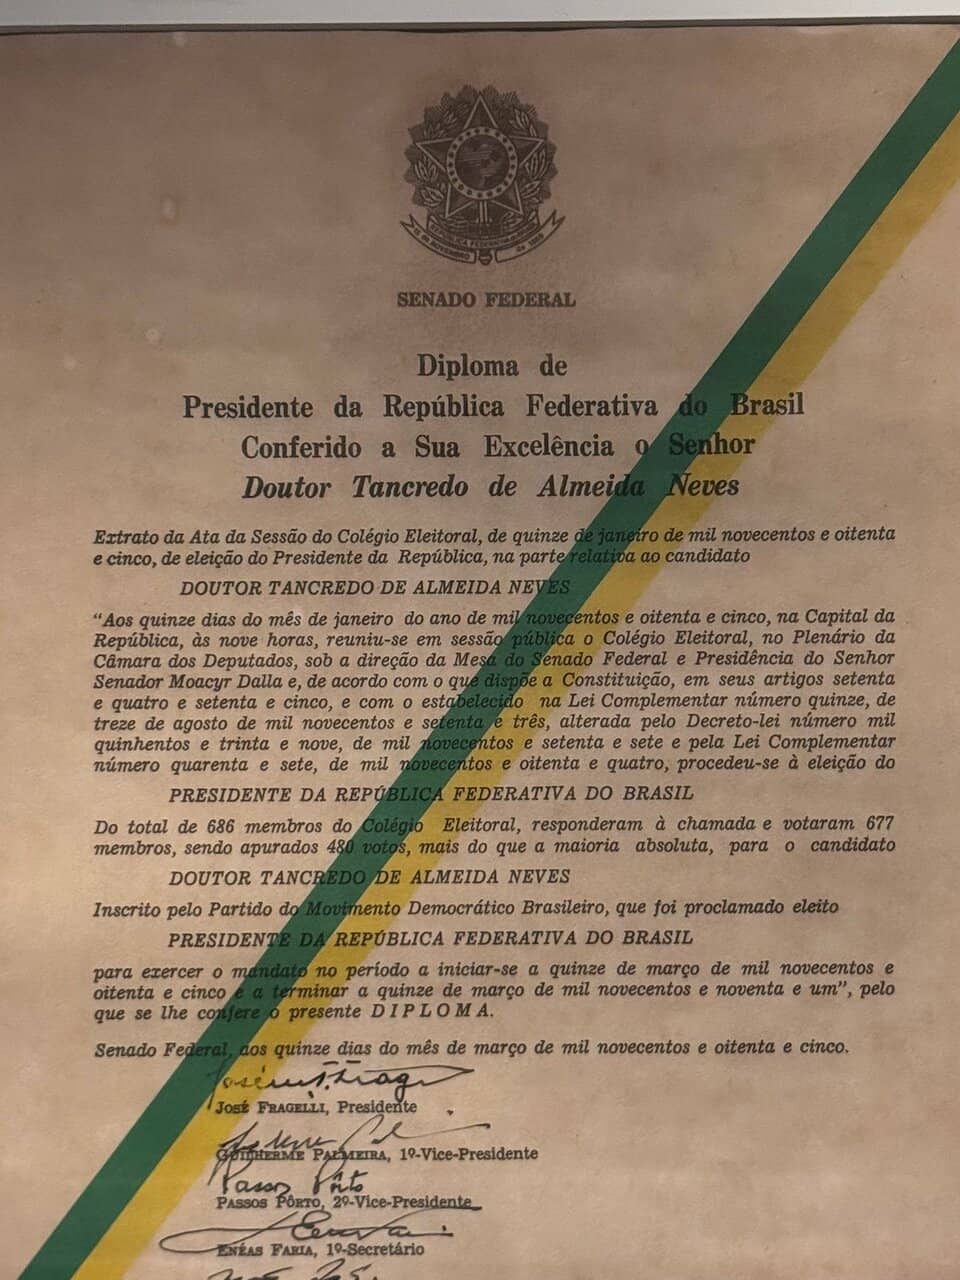 REPÚBLICA FEDERATIVA DO BRASIL
15 DE NOVEMBRO DE 1889
SENADO FEDERAL
Diploma de
Presidente da República Federativa do Brasil
Conferido a Sua Excelência o Senhor
Doutor Tancredo de Almeida Neves
Extrato da Ata da Sessão do Colégio Eleitoral, de quinze de janeiro de mil novecentos e oitenta
e cinco, de eleição do Presidente da República, na parte relativa ao candidato
DOUTOR TANCREDO DE ALMEIDA NEVES
“Aos quinze dias do mês de janeiro do ano de mil novecentos e oitenta e cinco, na Capital da
República, às nove horas, reuniu-se em sessão pública o Colégio Eleitoral, no Plenário da
Câmara dos Deputados, sob a direção da Mesa do Senado Federal e Presidência do Senhor
Senador Moacyr Dalla e, de acordo com o que dispõe a Constituição, em seus artigos setenta
e quatro e setenta e cinco, e com o estabelecido na Lei Complementar número quinze, de
treze de agosto de mil novecentos e setenta e três, alterada pelo Decreto-lei número mil
quinhentos e trinta e nove, de mil novecentos e setenta e sete e pela Lei Complementar
número quarenta e sete, de mil novecentos e oitenta e quatro, procedeu-se à eleição do
PRESIDENTE DA REPÚBLICA FEDERATIVA DO BRASIL
Do total de 686 membros do Colégio Eleitoral, responderam à chamada e votaram 677
membros, sendo apurados 480 votos, mais do que a maioria absoluta, para o candidato
DOUTOR TANCREDO DE ALMEIDA NEVES
Inscrito pelo Partido do Movimento Democrático Brasileiro, que foi proclamado eleito
PRESIDENTE DA REPÚBLICA FEDERATIVA DO BRASIL
para exercer o mandato no período a iniciar-se a quinze de março de mil novecentos e
oitenta e cinco e a terminar a quinze de março de mil novecentos e noventa e um”, pelo
que se lhe confere o presente DIPLOMA.
Senado Federal, aos quinze dias do mês de março de mil novecentos e oitenta e cinco.
JOSÉ FRAGELLI, Presidente
GUILHERME PALMEIRA, 1º-Vice-Presidente
Passos Pôrto
PASSOS PÔRTO, 2º-Vice-Presidente
ENÉAS FARIA, 1º-Secretário